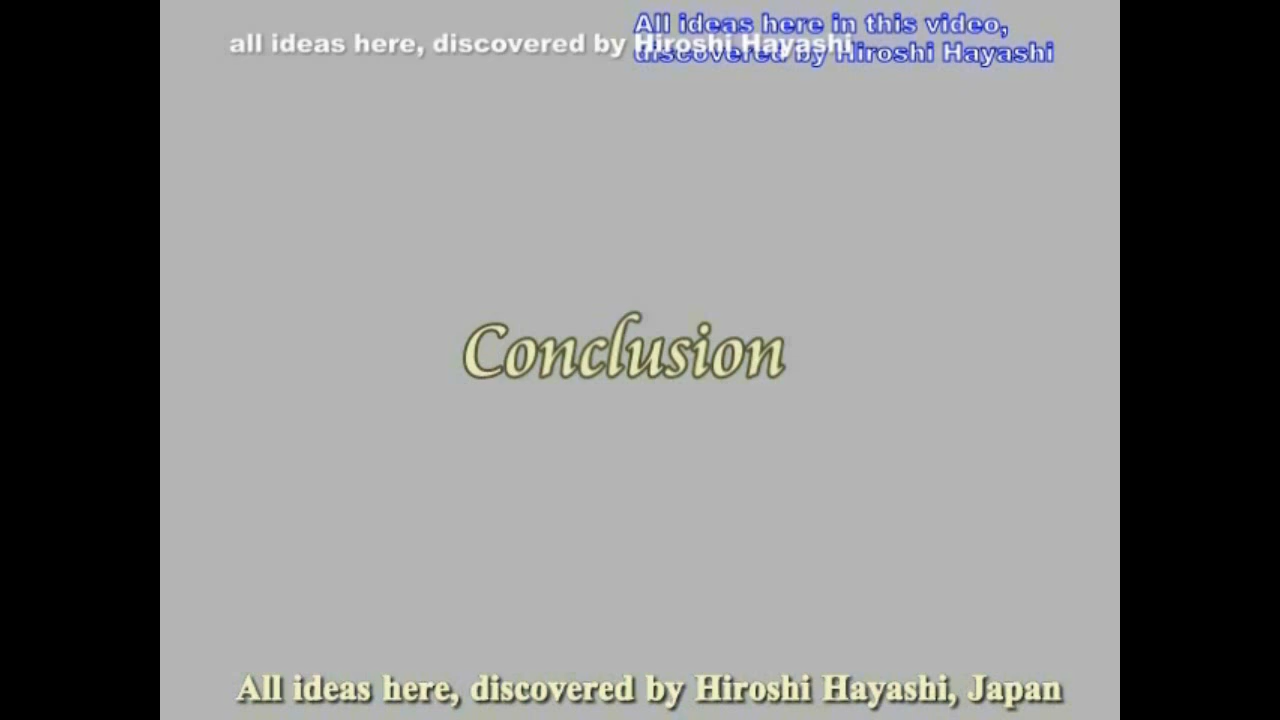 All ideas here in this video,
all ideas here, discovered by Hiroshi Hayashi
discovered by Hiroshi Hayashi
Conclusion
All ideas here, discovered by Hiroshi Hayashi, Japan